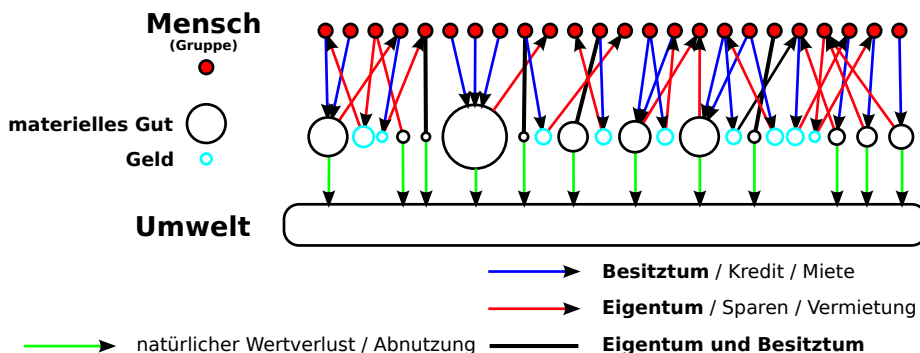 Mensch
(Gruppe)
materielles Gut
Geld
Umwelt
Besitztum / Kredit / Miete
Eigentum / Sparen / Vermietung
natürlicher Wertverlust / Abnutzung
Eigentum und Besitztum